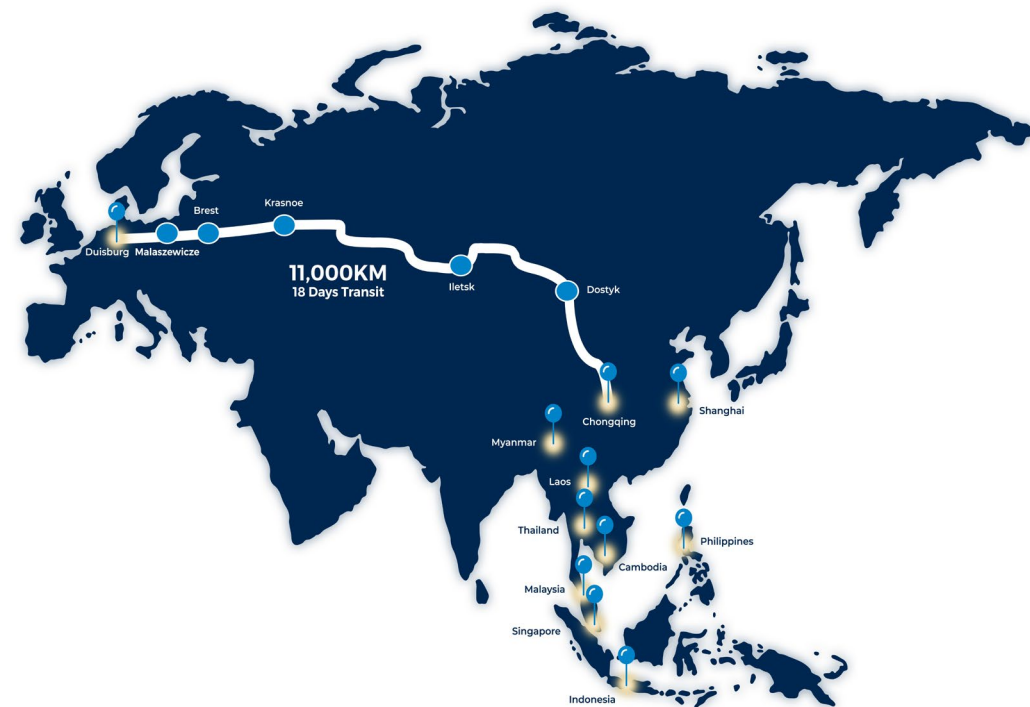 Krasnoe
Brest
Duisburg
Malaszewicze
11,000KM
18 Days Transit
Iletsk
Dostyk
Chongqing
Shanghai
Myanmar
Laos
Thailand
Philippines
Cambodia
Malaysia
Singapore
Indonesia